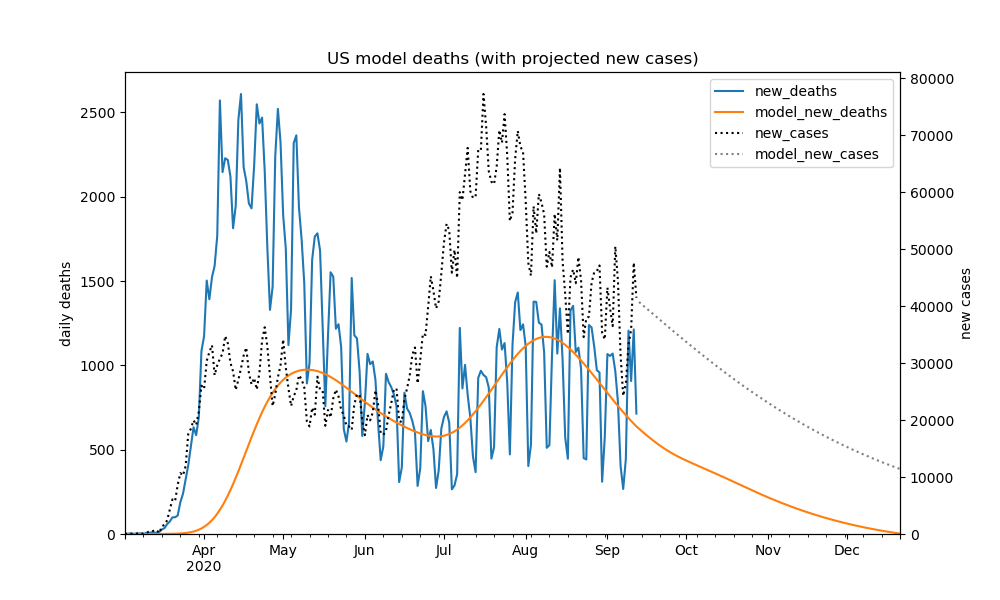 US model deaths (with projected new cases)
new_deaths
model_new_deaths
new_cases
model_new_cases
daily deaths
2500
2000
1500
1000
500
0
80000
70000
60000
50000
40000
30000
20000
10000
0
new cases
Apr
2020
May
Jun
Jul
Aug
Sep
Oct
Nov
Dec